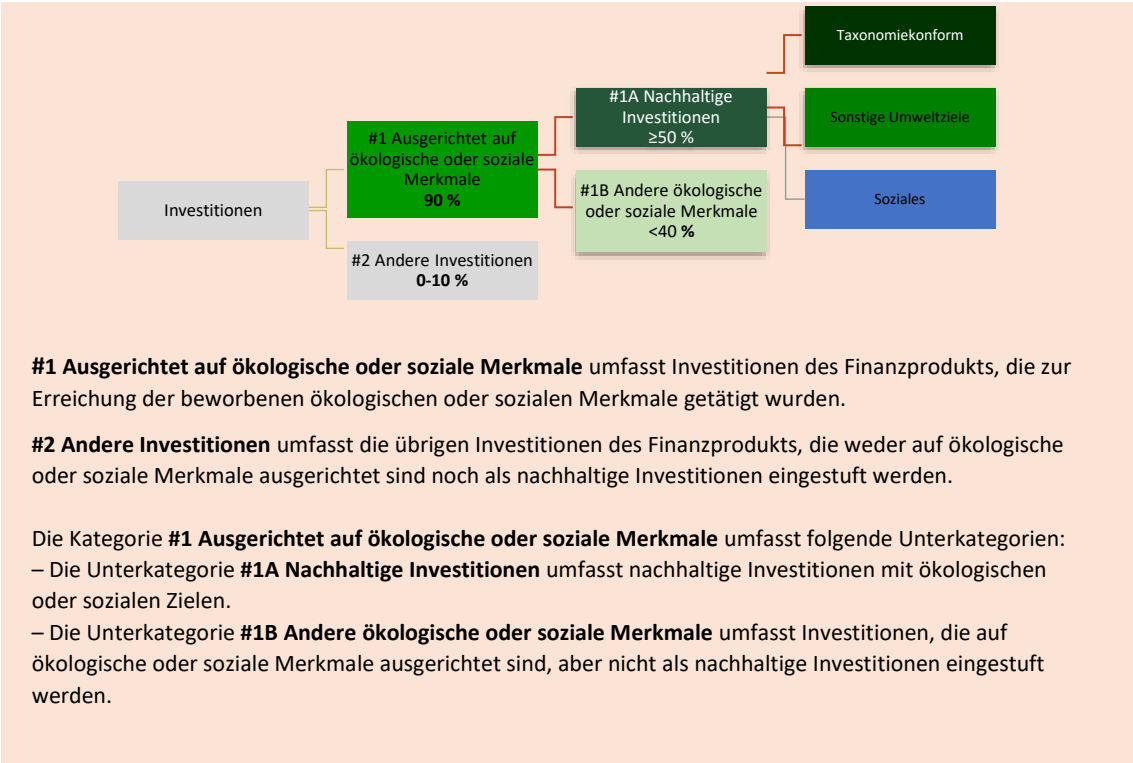 Taxonomiekonform
#1A Nachhaltige
Investitionen
≥50 %
Sonstige Umweltziele
#1 Ausgerichtet auf
ökologische oder soziale
Merkmale
90 %
Investitionen
#1B Andere ökologische
oder soziale Merkmale
<40 %
Soziales
#2 Andere Investitionen
0-10 %
#1 Ausgerichtet auf ökologische oder soziale Merkmale umfasst Investitionen des Finanzprodukts, die zur
Erreichung der beworbenen ökologischen oder sozialen Merkmale getätigt wurden.
#2 Andere Investitionen umfasst die übrigen Investitionen des Finanzprodukts, die weder auf ökologische
oder soziale Merkmale ausgerichtet sind noch als nachhaltige Investitionen eingestuft werden.
Die Kategorie #1 Ausgerichtet auf ökologische oder soziale Merkmale umfasst folgende Unterkategorien:
– Die Unterkategorie #1A Nachhaltige Investitionen umfasst nachhaltige Investitionen mit ökologischen
oder sozialen Zielen.
– Die Unterkategorie #1B Andere ökologische oder soziale Merkmale umfasst Investitionen, die auf
ökologische oder soziale Merkmale ausgerichtet sind, aber nicht als nachhaltige Investitionen eingestuft
werden.